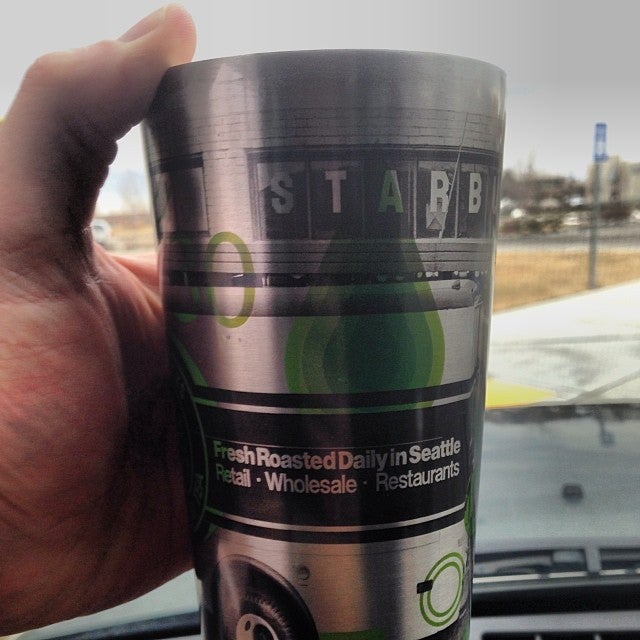 STARB
Fresh Roasted Daily in Seattle
Retail · Wholesale · Restaurants